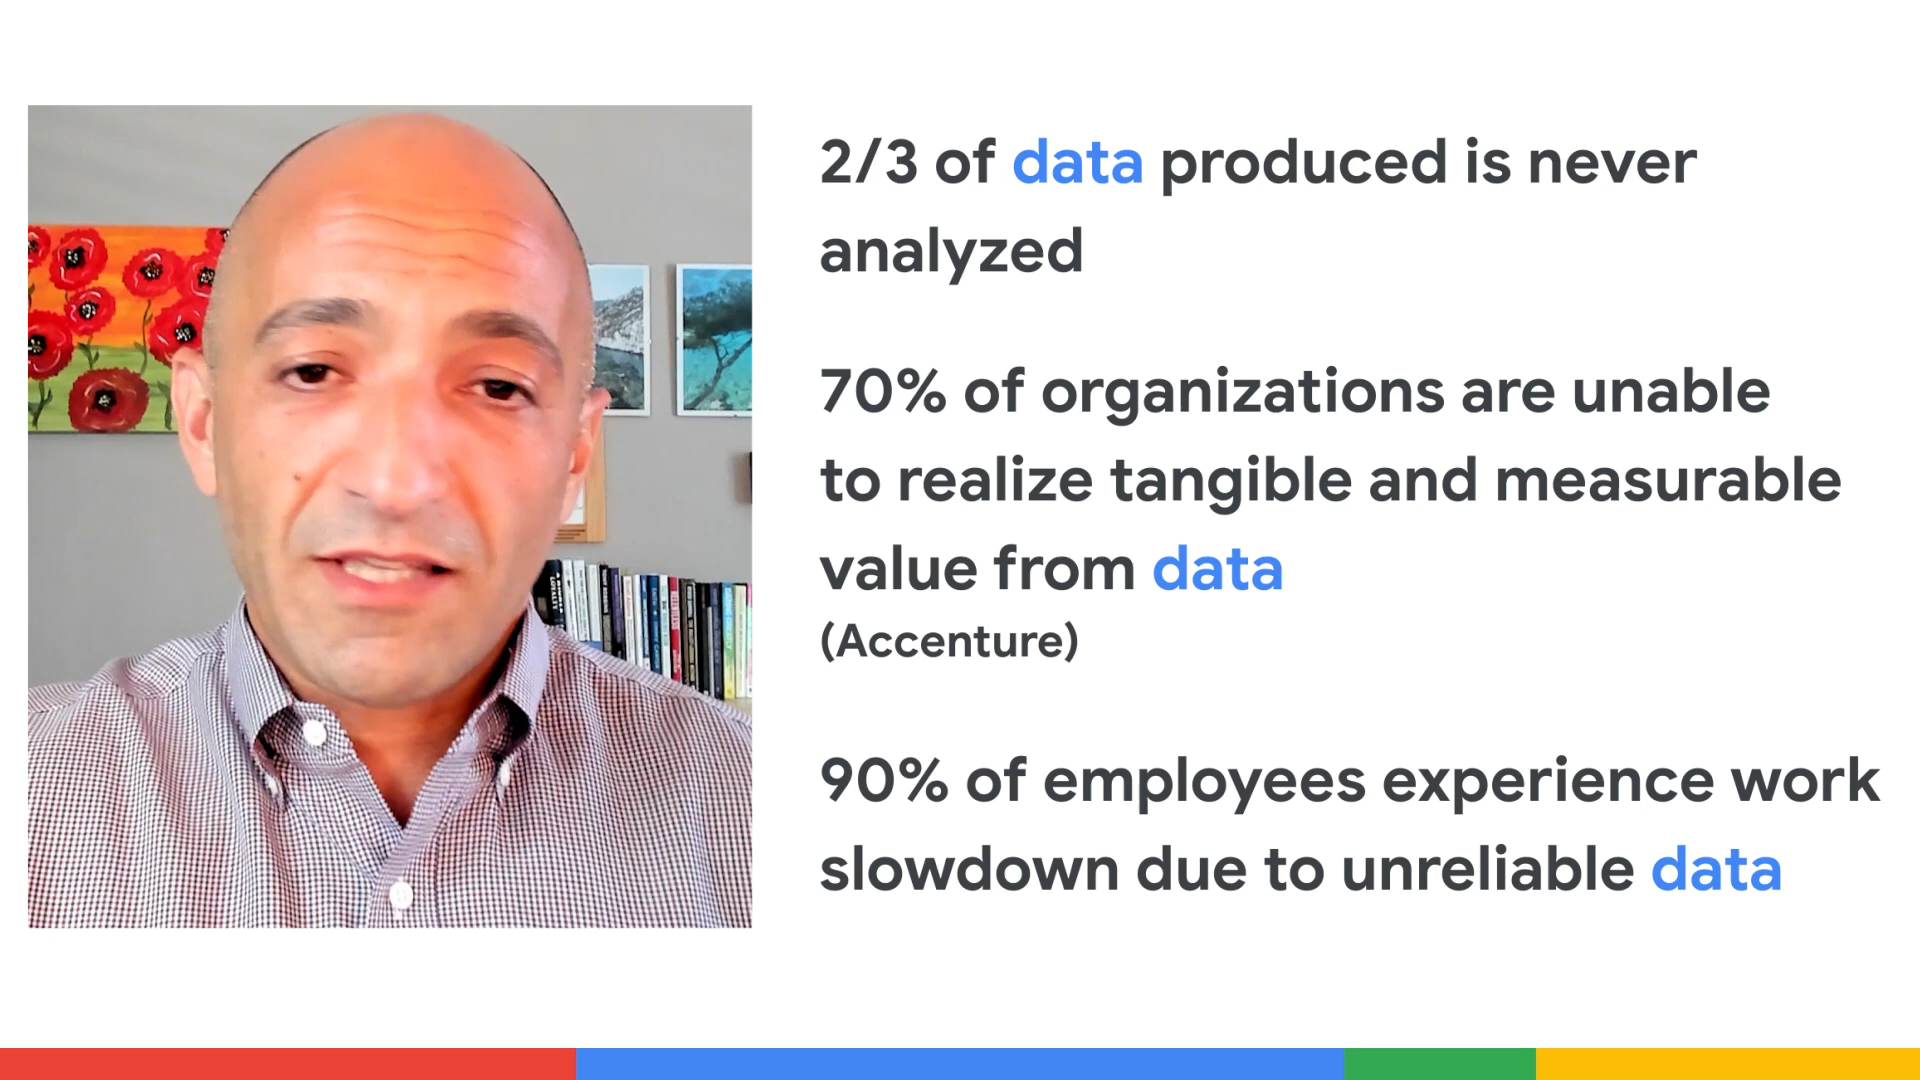 2/3 of data produced is never
analyzed
70% of organizations are unable
to realize tangible and measurable
value from data
(Accenture)
90% of employees experience work
slowdown due to unreliable data